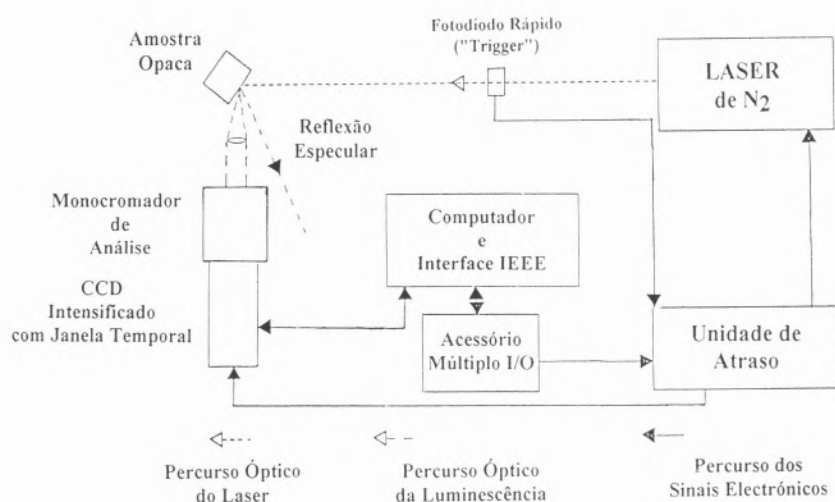 Amostra
Opaca
Fotodiodo Rápido
("Trigger")
LASER
de N2
Reflexão
Especular
Monocromador
de
Análise
Computador
e
Interface IEEE
CCD
Intensificado
com Janela Temporal
Acessório
Múltiplo I/O
Unidade de
Atraso
Percurso Óptico
do Laser
Percurso Óptico
da Luminescência
Percurso dos
Sinais Electrónicos